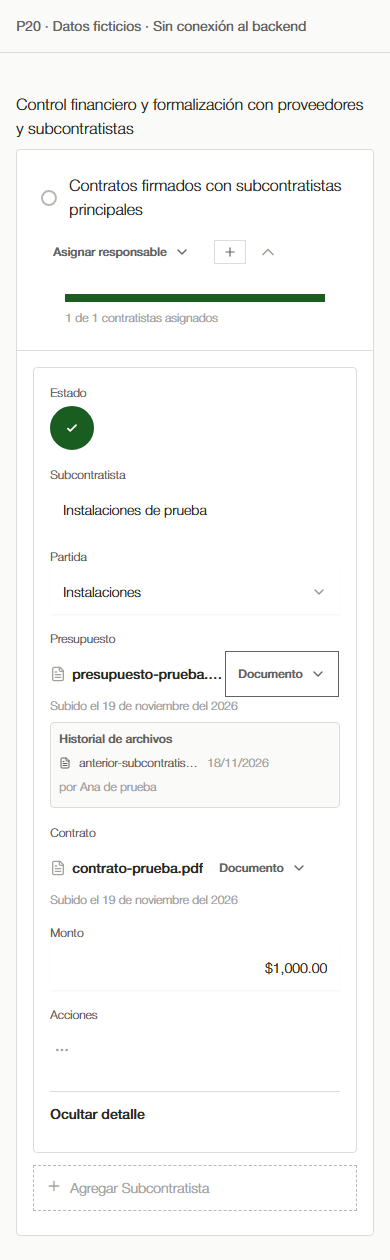 P20 · Datos ficticios · Sin conexión al backend
Control financiero y formalización con proveedores
y subcontratistas
Contratos firmados con subcontratistas
principales
Asignar responsable
1 de 1 contratistas asignados
Estado
Subcontratista
Instalaciones de prueba
Partida
Instalaciones
Presupuesto
presupuesto-prueba.... Documento
Subido el 19 de noviembre del 2026
Historial de archivos
anterior-subcontratis... 18/11/2026
por Ana de prueba
Contrato
contrato-prueba.pdf Documento
Subido el 19 de noviembre del 2026
Monto
$1,000.00
Acciones
...
Ocultar detalle
+ Agregar Subcontratista